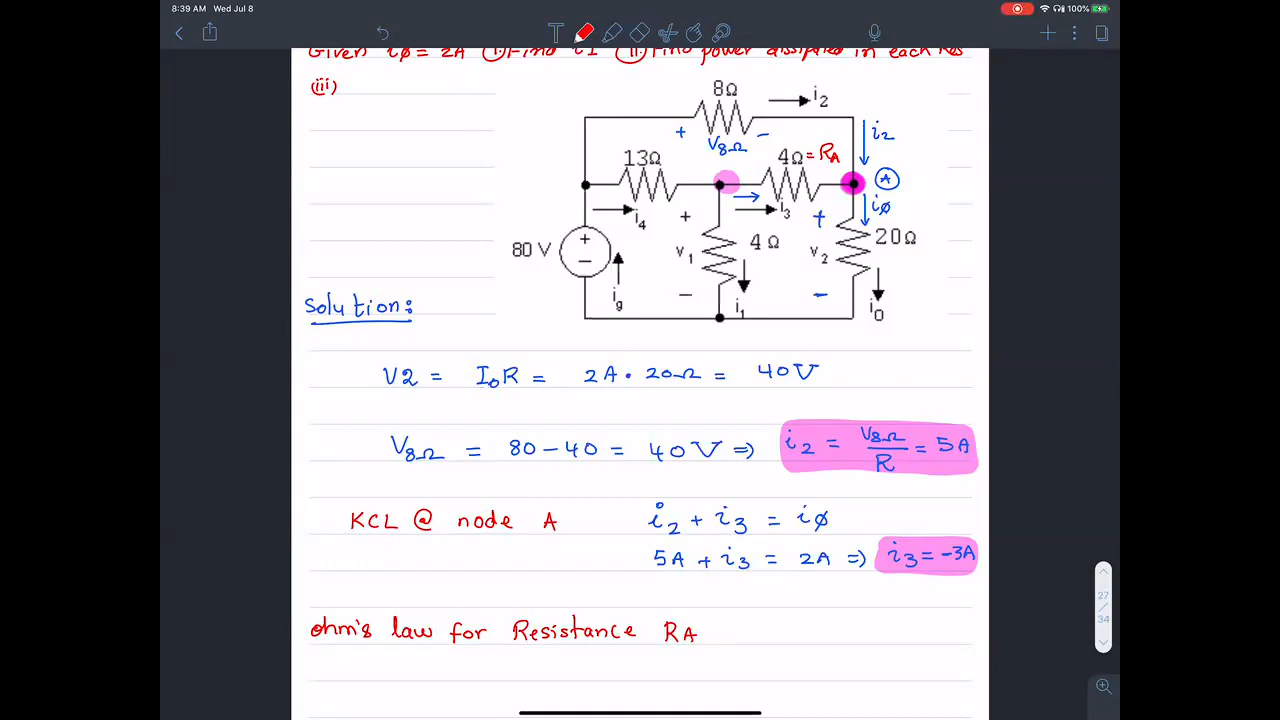 8:39 AM Wed Jul 8
100%
Given iø = 2A (i) Find i1 (ii) Find power dissipated in each Res
(iii)
8Ω
i2
+ V8Ω −
i2
13Ω
4Ω = RA
A
i4
i3
iø
+
+
80 V
+
−
v1
4 Ω
v2
20Ω
ig
−
i1
−
i0
Solution:
V2 = I0R = 2A · 20Ω = 40V
V8Ω = 80 − 40 = 40V ⇒ i2 = V8Ω / R = 5A
KCL @ node A i2 + i3 = iø
5A + i3 = 2A ⇒ i3 = −3A
ohm's law for Resistance RA
27
/
34